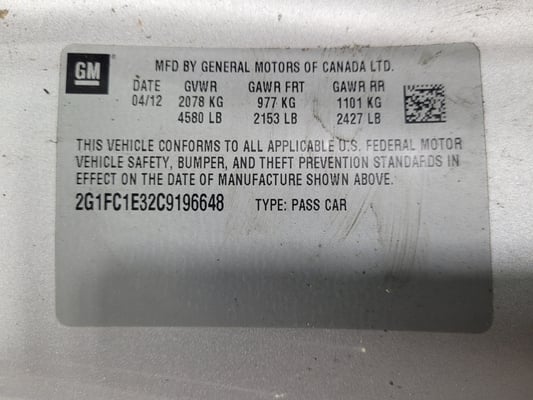 GM
MFD BY GENERAL MOTORS OF CANADA LTD.
DATE GVWR GAWR FRT GAWR RR
04/12 2078 KG 977 KG 1101 KG
4580 LB 2153 LB 2427 LB
THIS VEHICLE CONFORMS TO ALL APPLICABLE U.S. FEDERAL MOTOR
VEHICLE SAFETY, BUMPER, AND THEFT PREVENTION STANDARDS IN
EFFECT ON THE DATE OF MANUFACTURE SHOWN ABOVE.
2G1FC1E32C9196648 TYPE: PASS CAR